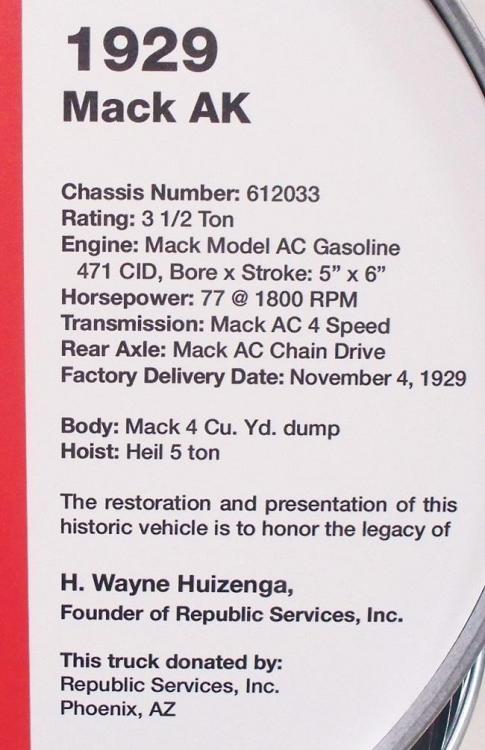 1929
Mack AK
Chassis Number: 612033
Rating: 3 1/2 Ton
Engine: Mack Model AC Gasoline
471 CID, Bore x Stroke: 5” x 6”
Horsepower: 77 @ 1800 RPM
Transmission: Mack AC 4 Speed
Rear Axle: Mack AC Chain Drive
Factory Delivery Date: November 4, 1929
Body: Mack 4 Cu. Yd. dump
Hoist: Heil 5 ton
The restoration and presentation of this
historic vehicle is to honor the legacy of
H. Wayne Huizenga,
Founder of Republic Services, Inc.
This truck donated by:
Republic Services, Inc.
Phoenix, AZ